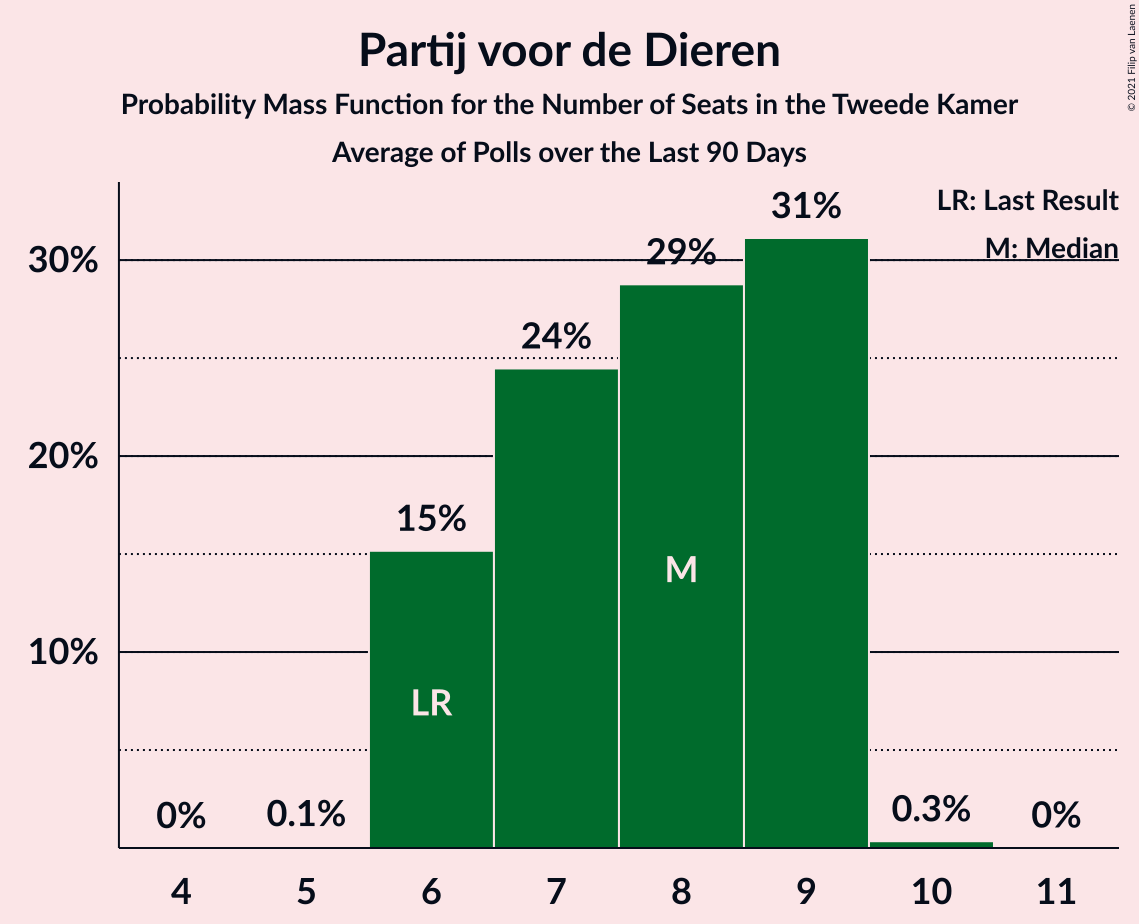 Partij voor de Dieren
Probability Mass Function for the Number of Seats in the Tweede Kamer
Average of Polls over the Last 90 Days
© 2021 Filip van Laenen
LR: Last Result
M: Median
30%
20%
10%
0%
0.1%
15%
24%
29%
31%
0.3%
0%
LR
M
4 5 6 7 8 9 10 11